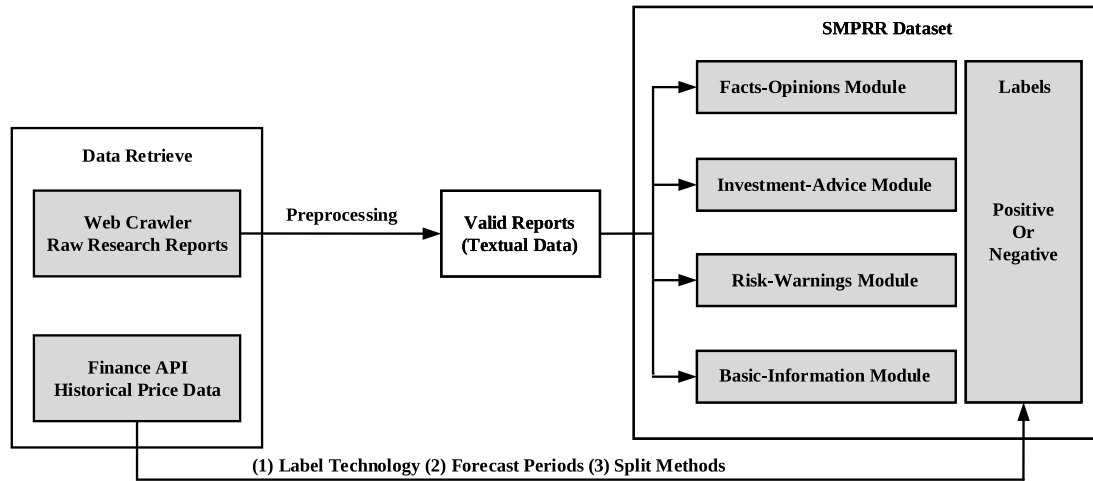 Data Retrieve
Web Crawler
Raw Research Reports
Finance API
Historical Price Data
Preprocessing
Valid Reports
(Textual Data)
SMPRR Dataset
Facts-Opinions Module
Investment-Advice Module
Risk-Warnings Module
Basic-Information Module
Labels
Positive
Or
Negative
(1) Label Technology (2) Forecast Periods (3) Split Methods